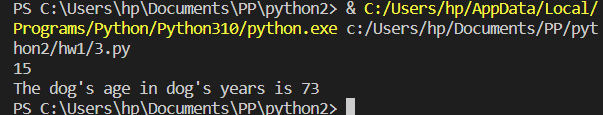 PS C:\Users\hp\Documents\PP\python2> & C:/Users/hp/AppData/Local/
Programs/Python/Python310/python.exe c:/Users/hp/Documents/PP/pyt
hon2/hw1/3.py
15
The dog's age in dog's years is 73
PS C:\Users\hp\Documents\PP\python2>